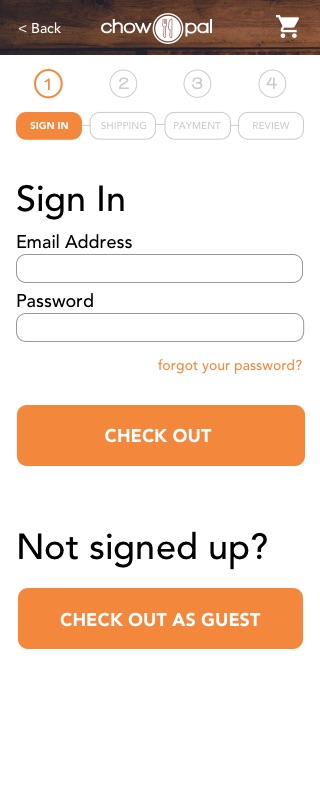 < Back
chow pal
1 2 3 4
SIGN IN SHIPPING PAYMENT REVIEW
Sign In
Email Address
Password
forgot your password?
CHECK OUT
Not signed up?
CHECK OUT AS GUEST